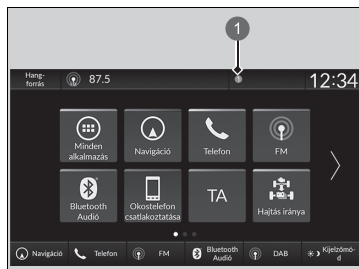 1
Hang-
forrás
87.5
12:34
Minden
alkalmazás
Navigáció
Telefon
FM
Bluetooth
Audió
Okostelefon
csatlakoztatása
TA
Hajtás iránya
Navigáció
Telefon
FM
Bluetooth
Audió
DAB
Kijelzőmó-
d